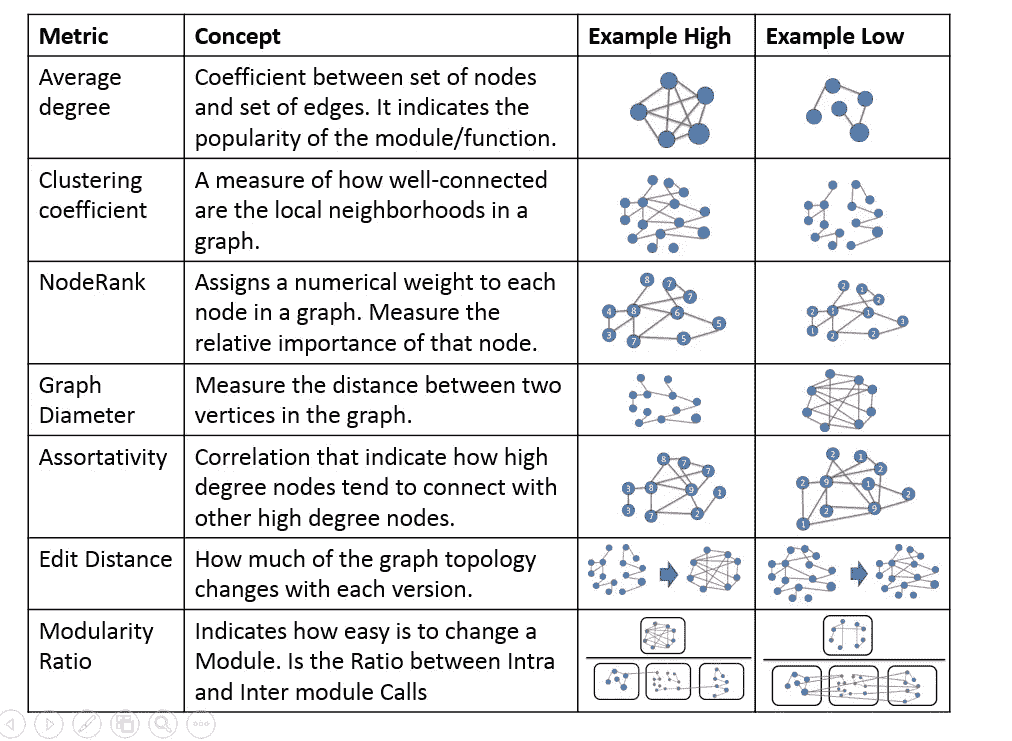 Metric Concept Example High Example Low
Average
degree
Coefficient between set of nodes
and set of edges. It indicates the
popularity of the module/function.
Clustering
coefficient
A measure of how well-connected
are the local neighborhoods in a
graph.
NodeRank
Assigns a numerical weight to each
node in a graph. Measure the
relative importance of that node.
8 7
7
4 8 6
5
3 7 5
2 1
2
2 1
1 2 2
Graph
Diameter
Measure the distance between two
vertices in the graph.
Assortativity
Correlation that indicate how high
degree nodes tend to connect with
other high degree nodes.
8 7
7
3 8 9 1
3 7 2
2 1
2
2 9 1
2
2 9
1
Edit Distance
How much of the graph topology
changes with each version.
Modularity
Ratio
Indicates how easy is to change a
Module. Is the Ratio between Intra
and Inter module Calls